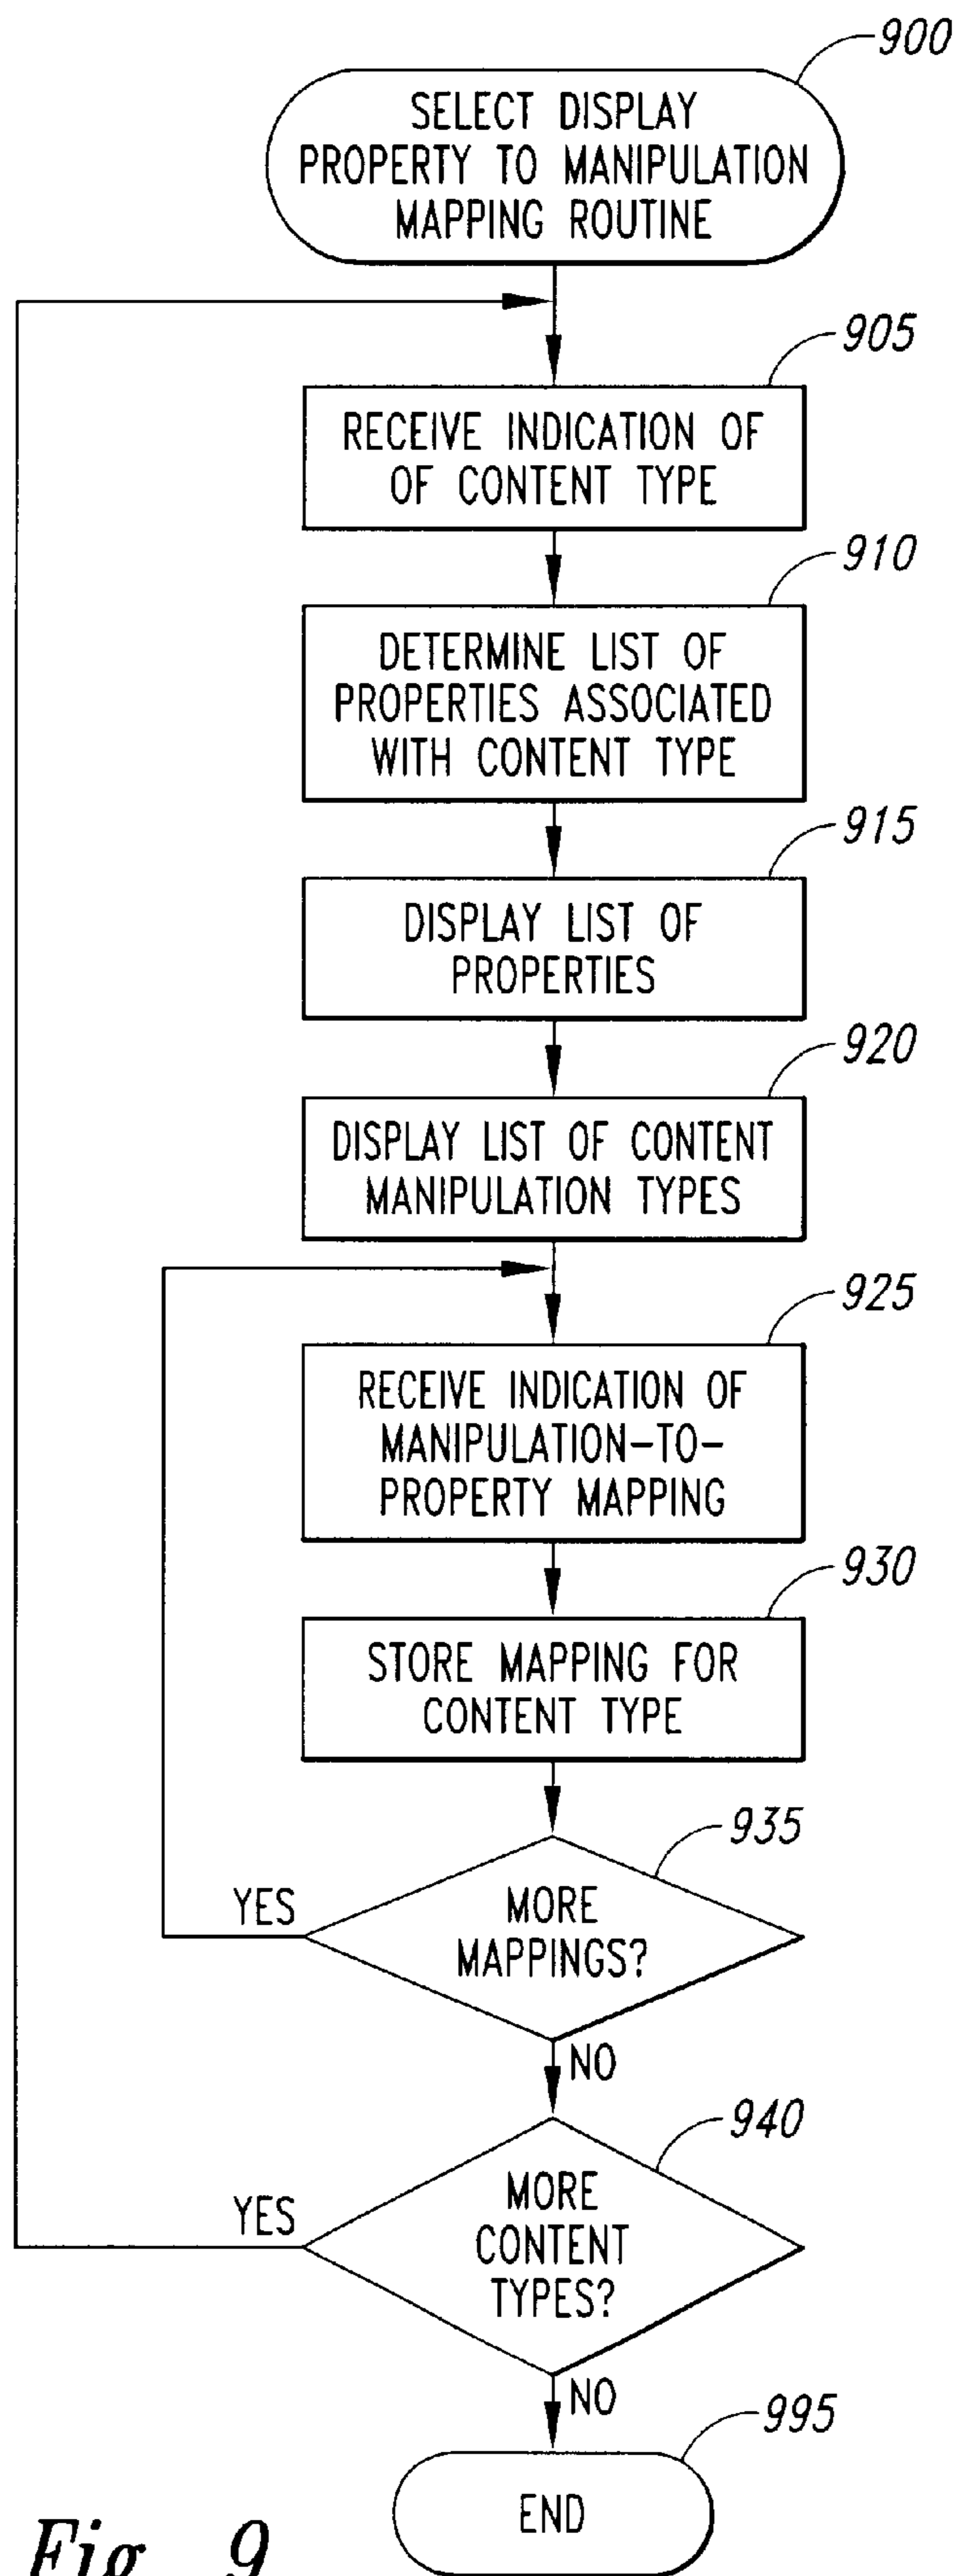 900
SELECT DISPLAY
PROPERTY TO MANIPULATION
MAPPING ROUTINE
905
RECEIVE INDICATION OF
OF CONTENT TYPE
910
DETERMINE LIST OF
PROPERTIES ASSOCIATED
WITH CONTENT TYPE
915
DISPLAY LIST OF
PROPERTIES
920
DISPLAY LIST OF CONTENT
MANIPULATION TYPES
925
RECEIVE INDICATION OF
MANIPULATION-TO-
PROPERTY MAPPING
930
STORE MAPPING FOR
CONTENT TYPE
935
YES
MORE
MAPPINGS?
NO
940
YES
MORE
CONTENT
TYPES?
NO
995
END
Fig. 9